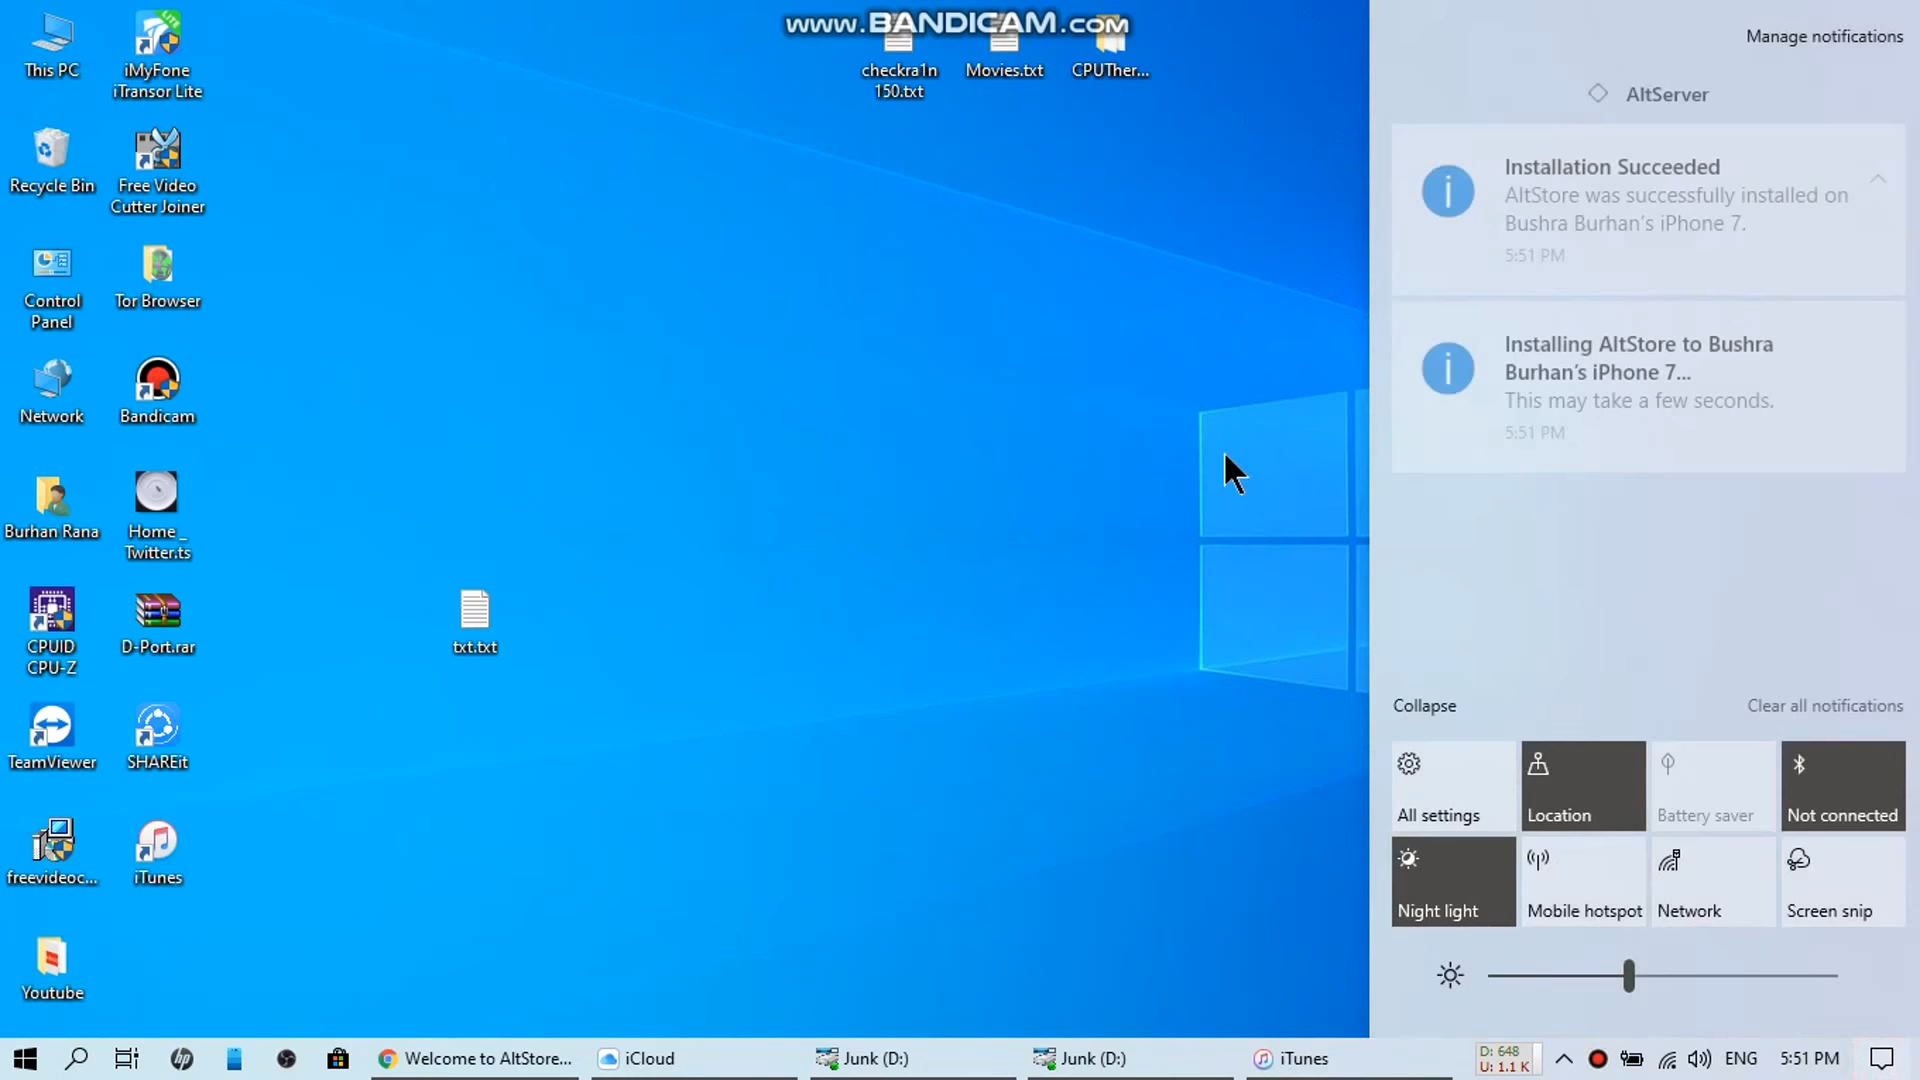 www.BANDICAM.com
This PC
iMyFone
iTransor Lite
LITE
checkra1n
150.txt
Movies.txt
CPUTher...
Manage notifications
AltServer
Installation Succeeded
AltStore was successfully installed on
Bushra Burhan's iPhone 7.
5:51 PM
Installing AltStore to Bushra
Burhan's iPhone 7...
This may take a few seconds.
5:51 PM
Recycle Bin
Free Video
Cutter Joiner
Control
Panel
Tor Browser
Network
Bandicam
Burhan Rana
Home _
Twitter.ts
CPUID
CPU-Z
D-Port.rar
txt.txt
TeamViewer
SHAREit
freevideoc...
iTunes
Youtube
Collapse
Clear all notifications
All settings
Location
Battery saver
Not connected
Night light
Mobile hotspot
Network
Screen snip
hp
Welcome to AltStore...
iCloud
Junk (D:)
Junk (D:)
iTunes
D: 648
U: 1.1 K
ENG
5:51 PM